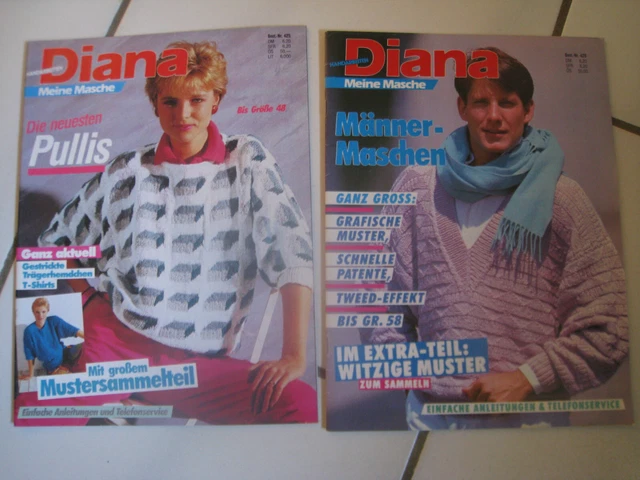 Diana
Meine Masche
Bis Größe 48
Die neuesten
Pullis
Ganz aktuell
Gestrickte
Trägerhemdchen
T-Shirts
Mit großem
Mustersammelteil
Einfache Anleitungen und Telefonservice
Diana
Meine Masche
Männer-
Maschen
GANZ GROSS:
GRAFISCHE
MUSTER,
SCHNELLE
PATENTE,
TWEED-EFFEKT
BIS GR. 58
IM EXTRA-TEIL:
WITZIGE MUSTER
ZUM SAMMELN
EINFACHE ANLEITUNGEN & TELEFONSERVICE